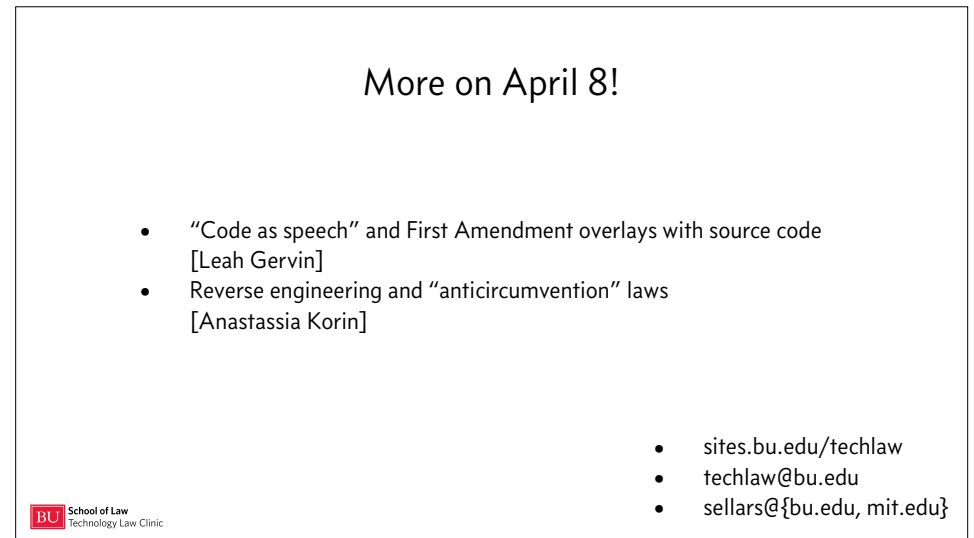 More on April 8!
• “Code as speech” and First Amendment overlays with source code
[Leah Gervin]
• Reverse engineering and “anticircumvention” laws
[Anastassia Korin]
• sites.bu.edu/techlaw
• techlaw@bu.edu
• sellars@{bu.edu, mit.edu}
BU School of Law
Technology Law Clinic